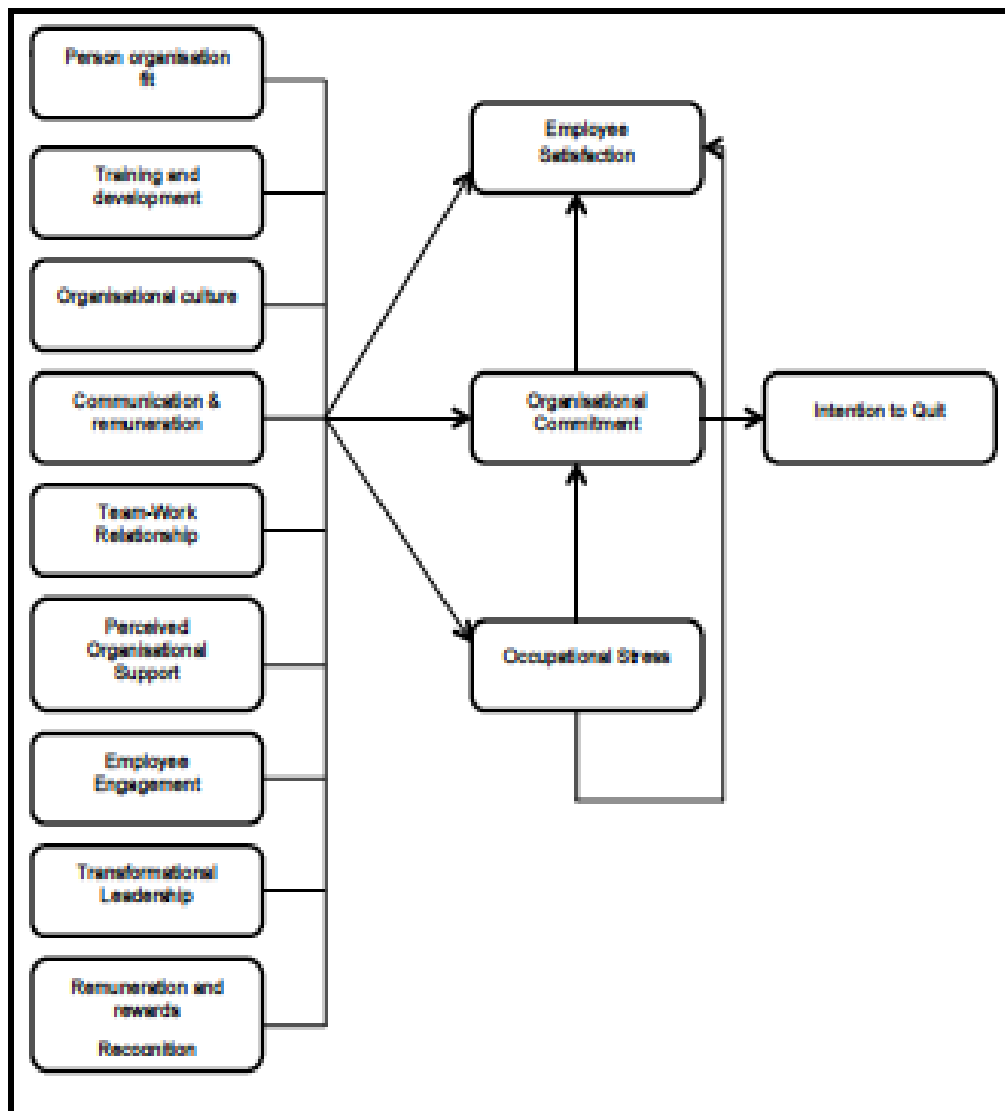 Person organisation
fit
Training and
development
Organisational culture
Communication &
remuneration
Team-Work
Relationship
Perceived
Organisational
Support
Employee
Engagement
Transformational
Leadership
Remuneration and
rewards
Recognition
Employee
Satisfaction
Organisational
Commitment
Occupational Stress
Intention to Quit